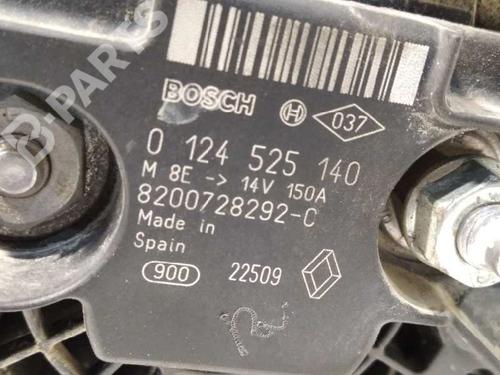 B-PARTS
BOSCH
037
0 124 525 140
M 8E -> 14V 150A
8200728292-C
Made in
Spain
900 22509